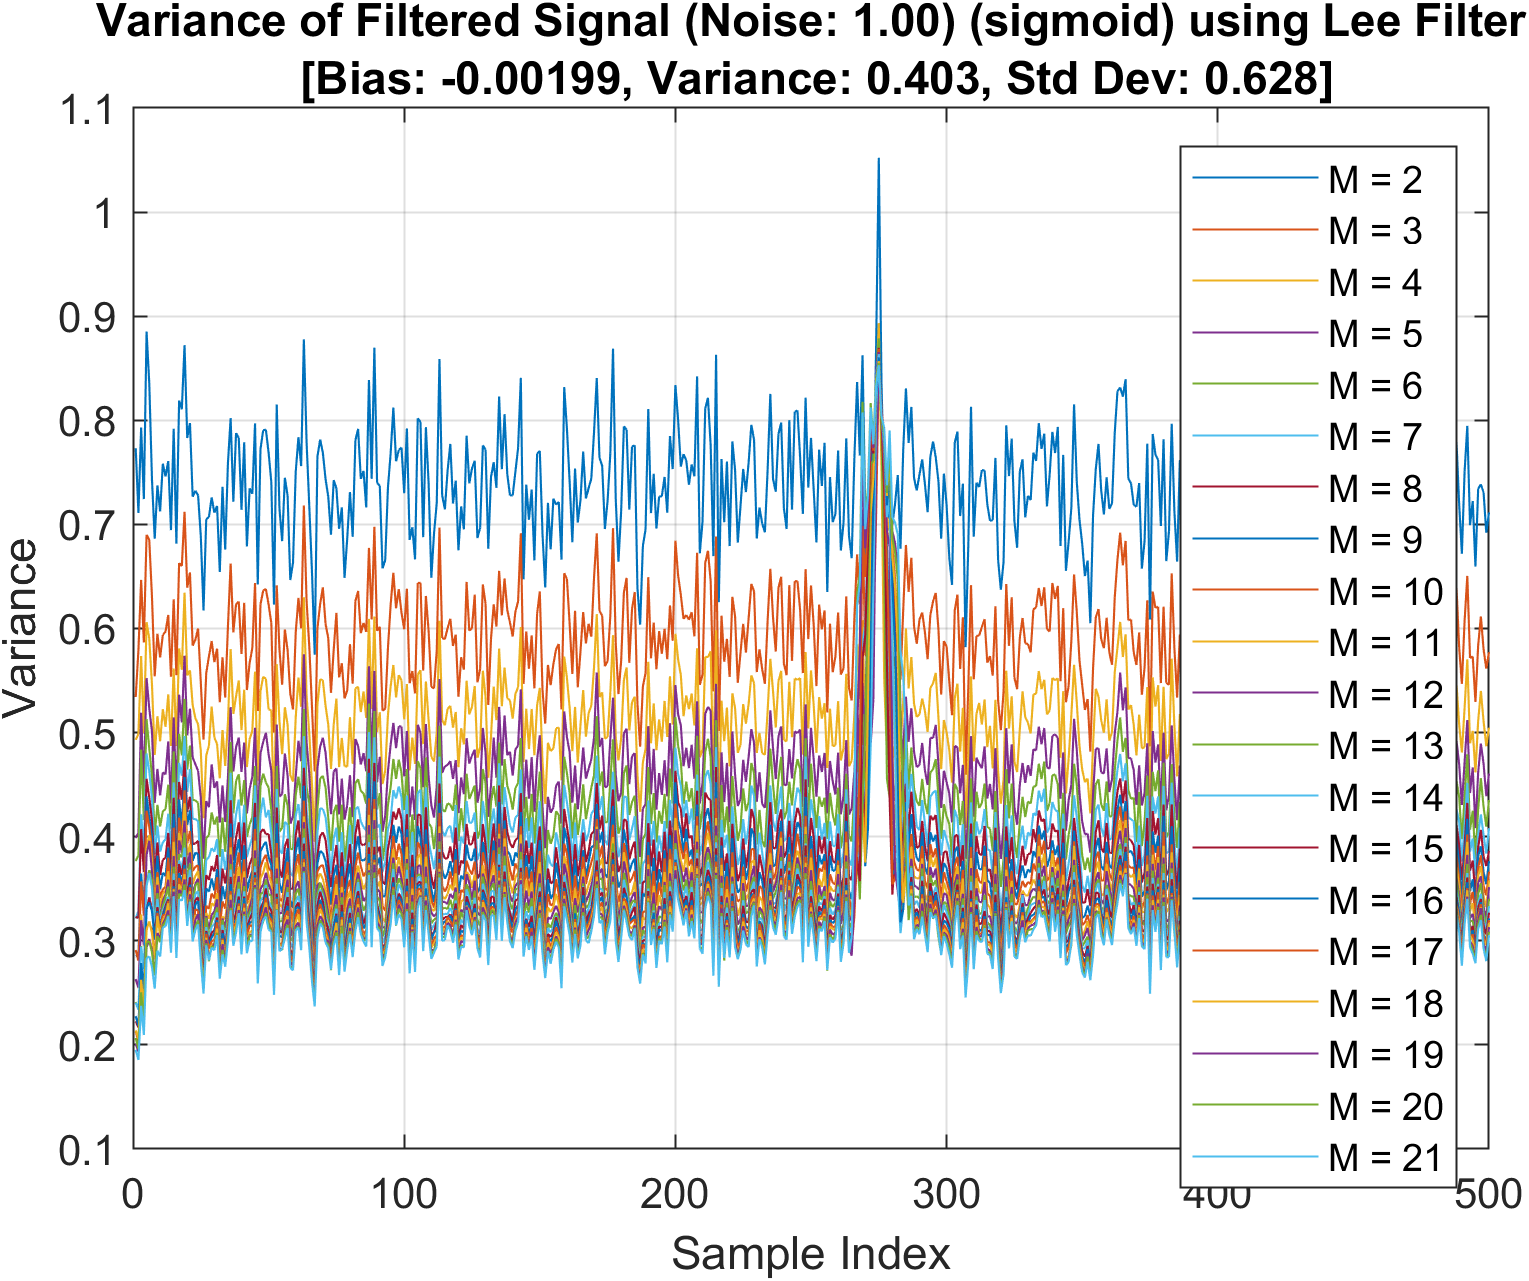 Variance of Filtered Signal (Noise: 1.00) (sigmoid) using Lee Filter
[Bias: -0.00199, Variance: 0.403, Std Dev: 0.628]
1.1
1
0.9
0.8
0.7
0.6
0.5
0.4
0.3
0.2
0.1
Variance
M = 2
M = 3
M = 4
M = 5
M = 6
M = 7
M = 8
M = 9
M = 10
M = 11
M = 12
M = 13
M = 14
M = 15
M = 16
M = 17
M = 18
M = 19
M = 20
M = 21
0 100 200 300 400 500
Sample Index